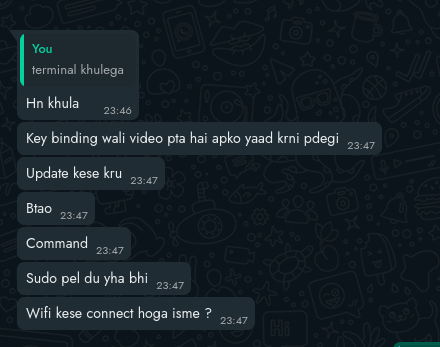 You
terminal khulega
Hn khula 23:46
Key binding wali video pta hai apko yaad krni pdegi 23:47
Update kese kru 23:47
Btao 23:47
Command 23:47
Sudo pel du yha bhi 23:47
Wifi kese connect hoga isme ? 23:47